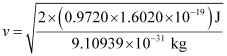 v = √(2×(0.9720×1.6020×10⁻¹⁹)J / 9.10939×10⁻³¹ kg)